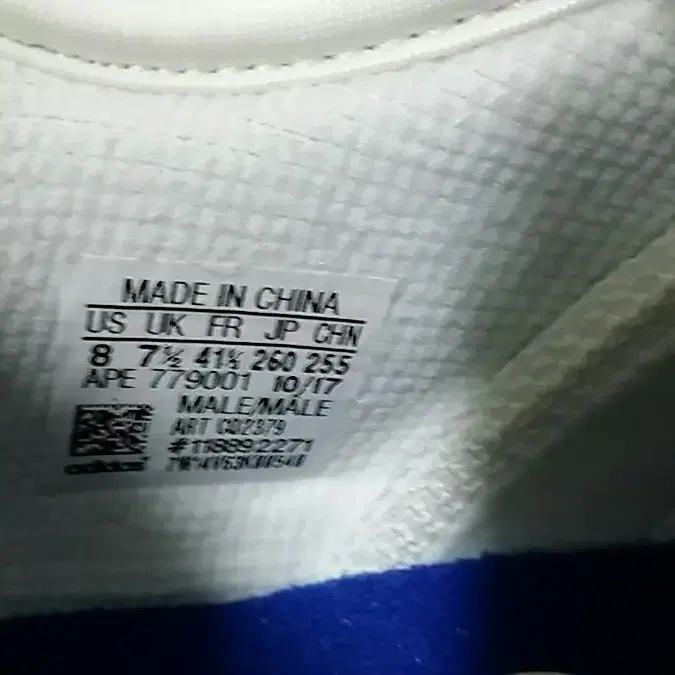 MADE IN CHINA
US UK FR JP CHN
8 7½ 41⅓ 260 255
APE 779001 10/17
MALE/MALE
ART
#118892271
adidas